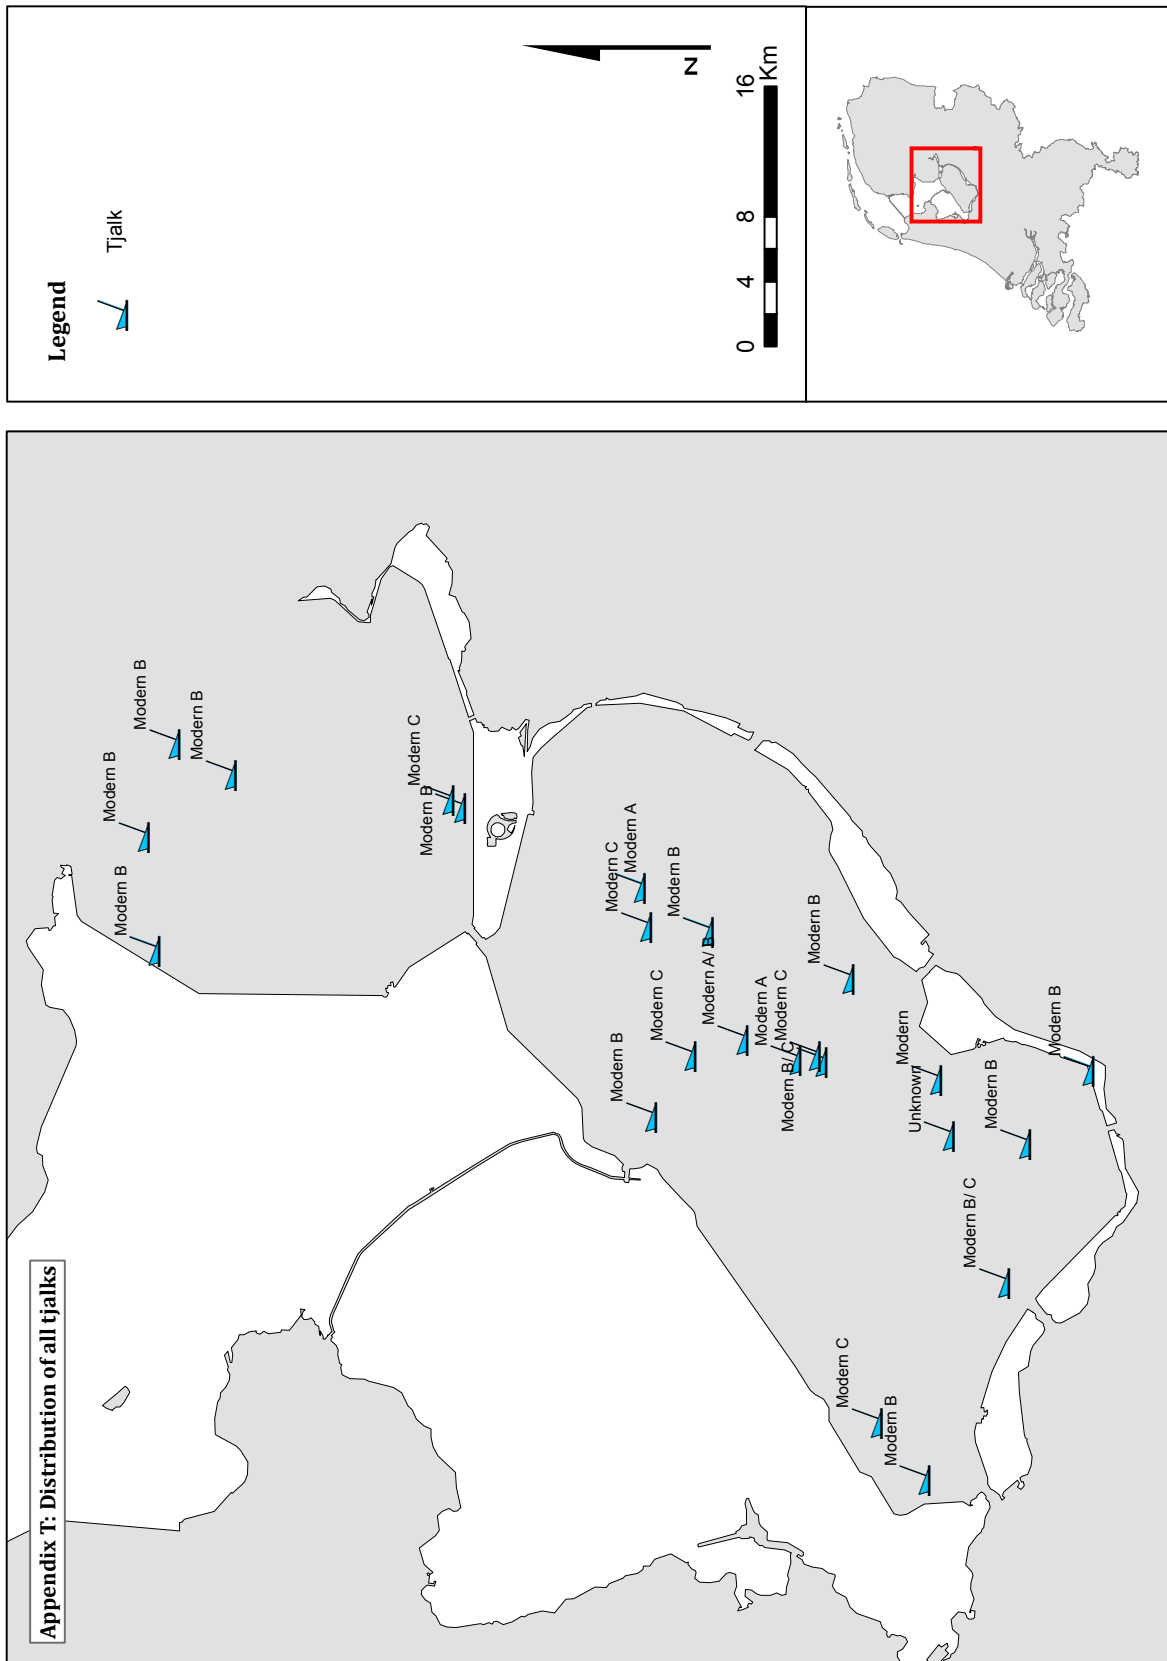 Appendix T: Distribution of all tjalks
Modern B
Modern B
Modern B
Modern B
Modern C
Modern B
Modern C
Modern A
Modern B
Modern B
Modern C
Modern A/ B
Modern A
Modern C
Modern B/ C
Modern B
Modern
Unknown
Modern B
Modern B
Modern B/ C
Modern C
Modern B
Legend
Tjalk
N
0 4 8 16
Km